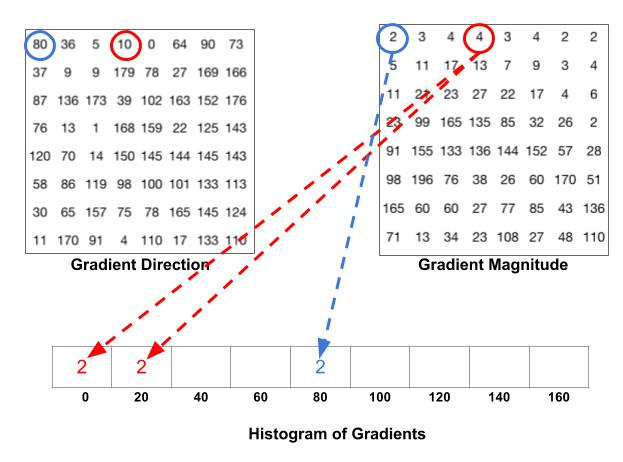 80 36 5 10 0 64 90 73
37 9 9 179 78 27 169 166
87 136 173 39 102 163 152 176
76 13 1 168 159 22 125 143
120 70 14 150 145 144 145 143
58 86 119 98 100 101 133 113
30 65 157 75 78 165 145 124
11 170 91 4 110 17 133 110
Gradient Direction
2 3 4 4 3 4 2 2
5 11 17 13 7 9 3 4
11 21 23 27 22 17 4 6
23 99 165 135 85 32 26 2
91 155 133 136 144 152 57 28
98 196 76 38 26 60 170 51
165 60 60 27 77 85 43 136
71 13 34 23 108 27 48 110
Gradient Magnitude
2 2 2
0 20 40 60 80 100 120 140 160
Histogram of Gradients